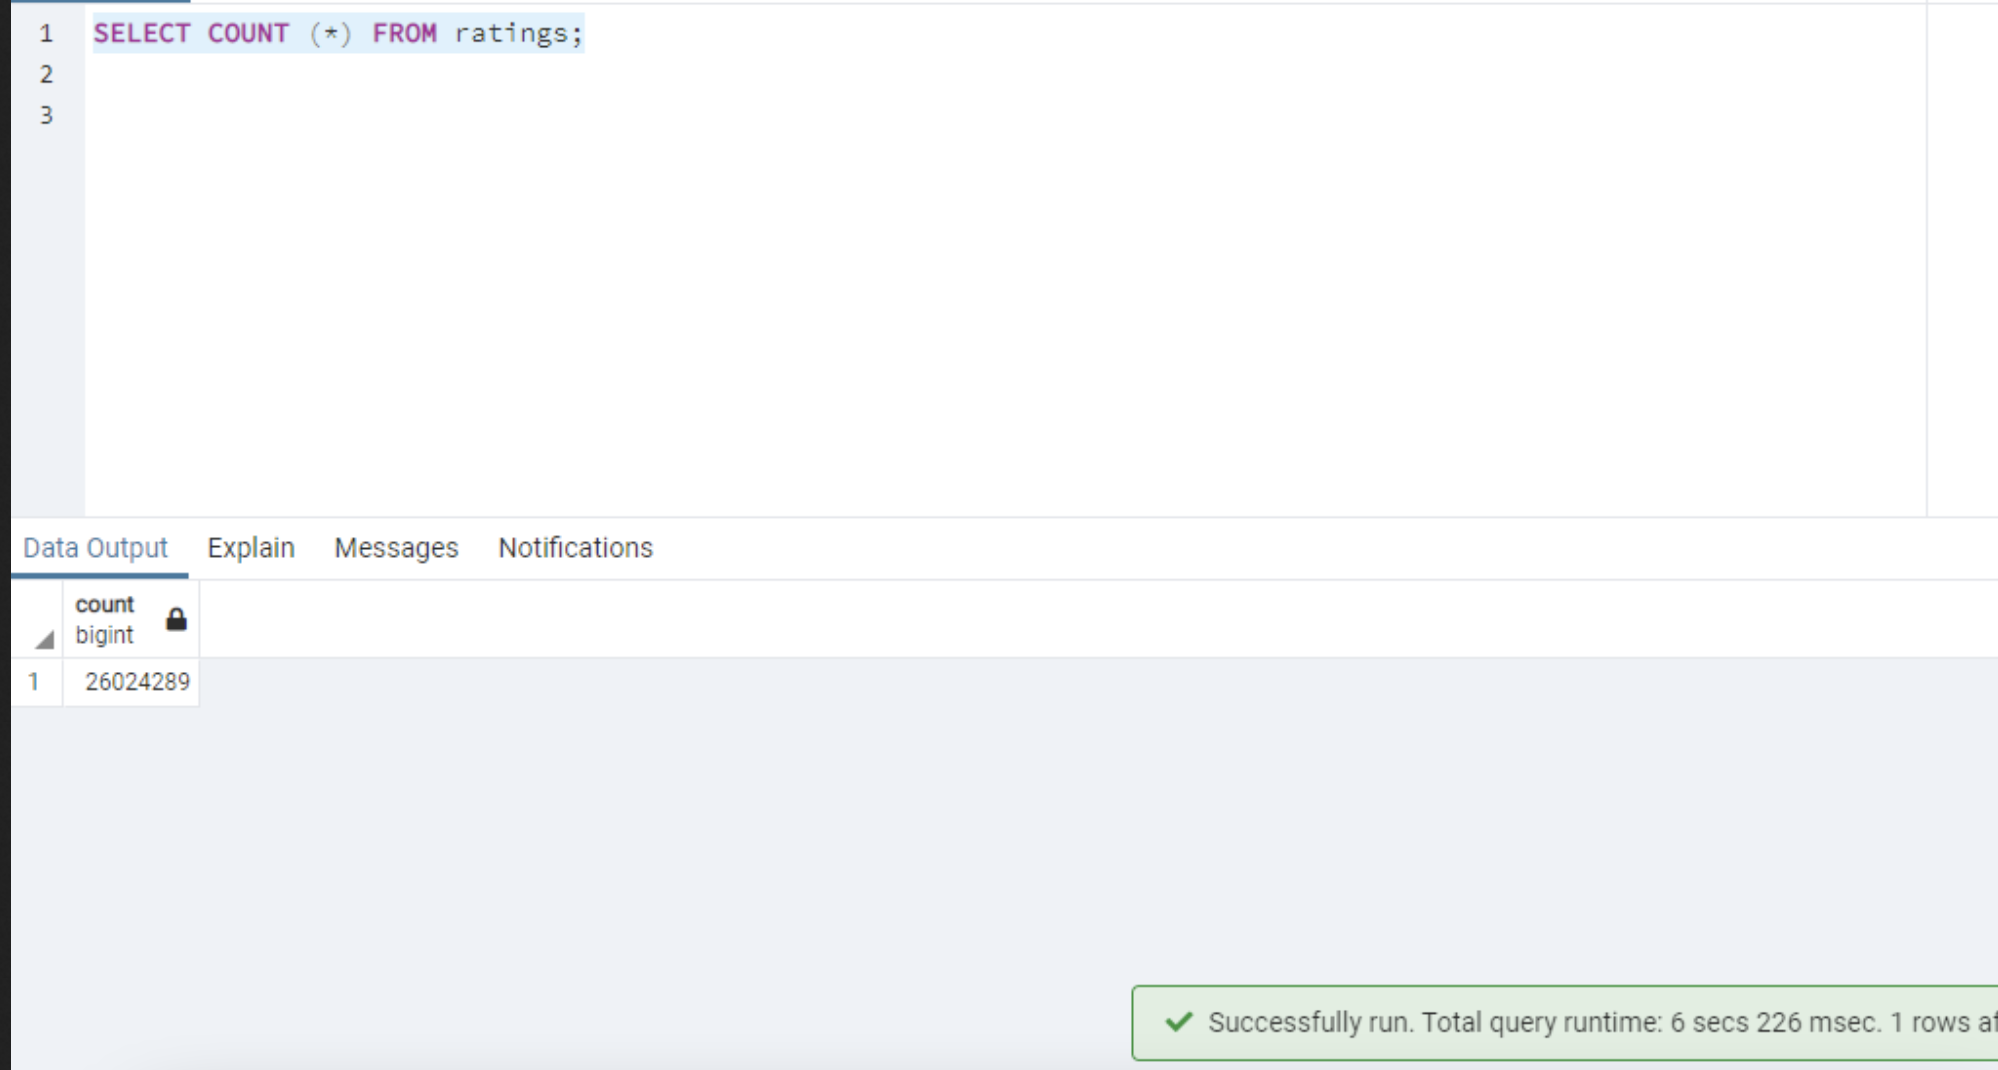 1 SELECT COUNT (*) FROM ratings;
2
3
Data Output Explain Messages Notifications
count
bigint
1 26024289
Successfully run. Total query runtime: 6 secs 226 msec. 1 rows af